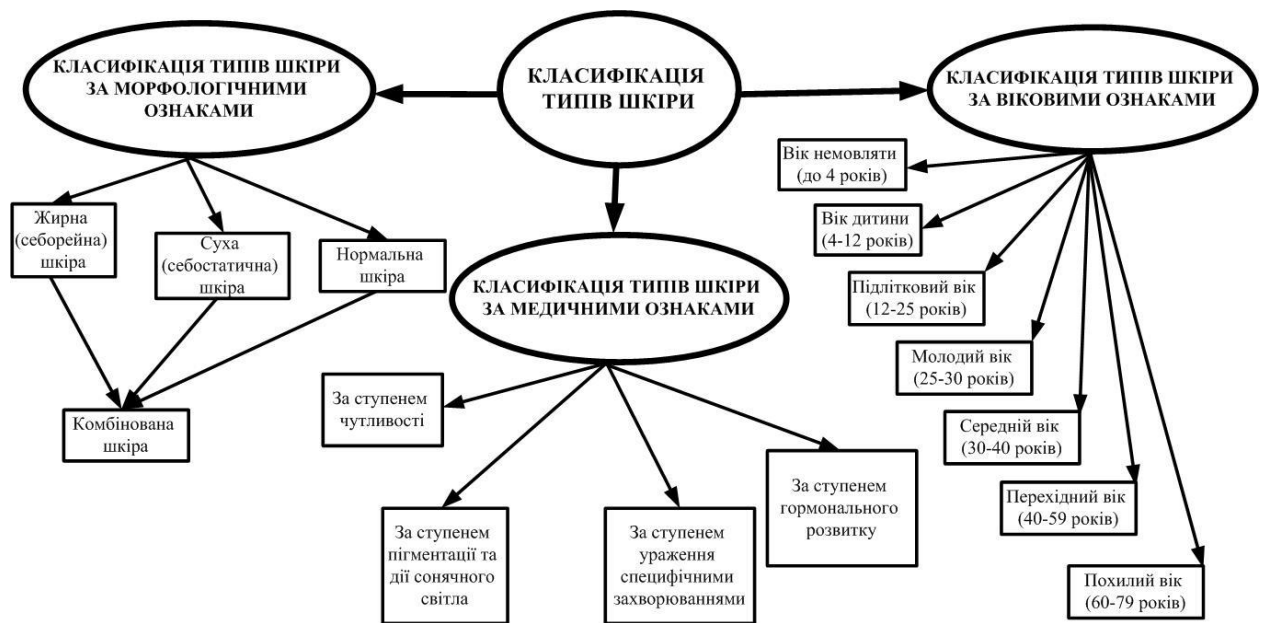 КЛАСИФІКАЦІЯ
ТИПІВ ШКІРИ
КЛАСИФІКАЦІЯ ТИПІВ ШКІРИ
ЗА МОРФОЛОГІЧНИМИ
ОЗНАКАМИ
Жирна
(себорейна)
шкіра
Суха
(себостатична)
шкіра
Нормальна
шкіра
Комбінована
шкіра
КЛАСИФІКАЦІЯ ТИПІВ ШКІРИ
ЗА МЕДИЧНИМИ ОЗНАКАМИ
За ступенем
чутливості
За ступенем
пігментації та
дії сонячного
світла
За ступенем
ураження
специфічними
захворюваннями
За ступенем
гормонального
розвитку
КЛАСИФІКАЦІЯ ТИПІВ ШКІРИ
ЗА ВІКОВИМИ ОЗНАКАМИ
Вік немовляти
(до 4 років)
Вік дитини
(4-12 років)
Підлітковий вік
(12-25 років)
Молодий вік
(25-30 років)
Середній вік
(30-40 років)
Перехідний вік
(40-59 років)
Похилий вік
(60-79 років)